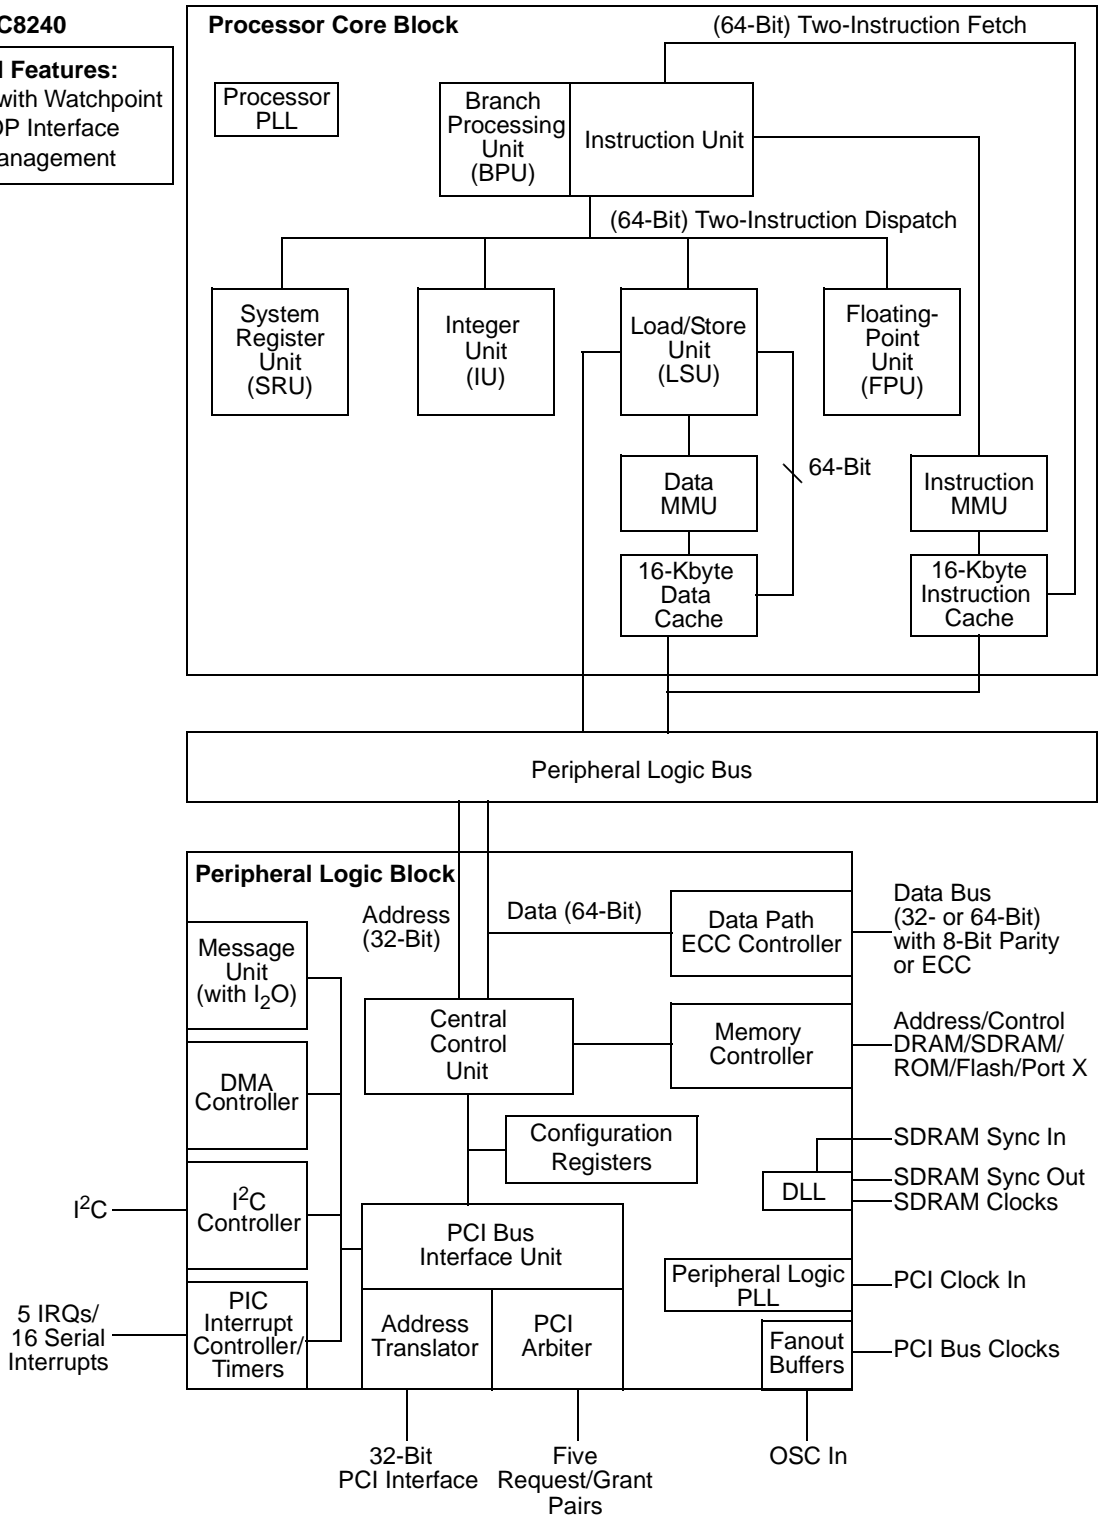 C8240
Features:
with Watchpoint
Interface
Processor Core Block
(64-Bit) Two-Instruction Fetch
Processor
PLL
Branch
Processing
Unit
(BPU)
Instruction Unit
(64-Bit) Two-Instruction Dispatch
System
Register
Unit
(SRU)
Integer
Unit
(IU)
Load/Store
Unit
(LSU)
Floating-
Point
Unit
(FPU)
64-Bit
Data
MMU
Instruction
MMU
16-Kbyte
Data
Cache
16-Kbyte
Instruction
Cache
Peripheral Logic Bus
Peripheral Logic Block
Address
(32-Bit)
Data (64-Bit)
Data Path
ECC Controller
Data Bus
(32- or 64-Bit)
with 8-Bit Parity
or ECC
Message
Unit
(with I2O)
Central
Control
Unit
Memory
Controller
Address/Control
DRAM/SDRAM/
ROM/Flash/Port X
DMA
Controller
Configuration
Registers
SDRAM Sync In
DLL
SDRAM Sync Out
SDRAM Clocks
I2C
I2C
Controller
PCI Bus
Interface Unit
Peripheral Logic
PLL
PCI Clock In
5 IRQs/
16 Serial
Interrupts
PIC
Interrupt
Controller/
Timers
Address
Translator
PCI
Arbiter
Fanout
Buffers
PCI Bus Clocks
32-Bit
PCI Interface
Five
Request/Grant
Pairs
OSC In